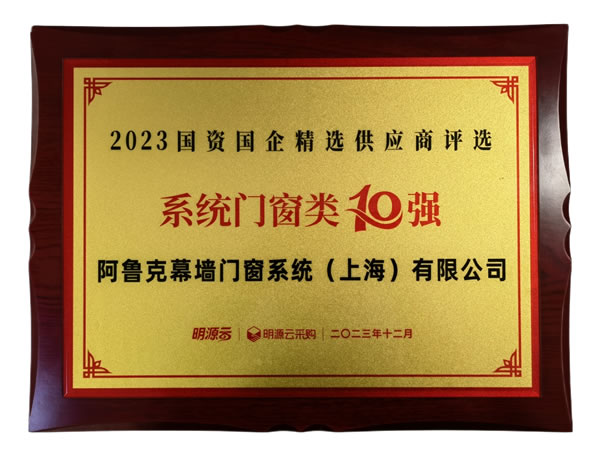 2023国资国企精选供应商评选
系统门窗类10强
阿鲁克幕墙门窗系统（上海）有限公司
明源云 | 明源云采购 | 二〇二三年十二月